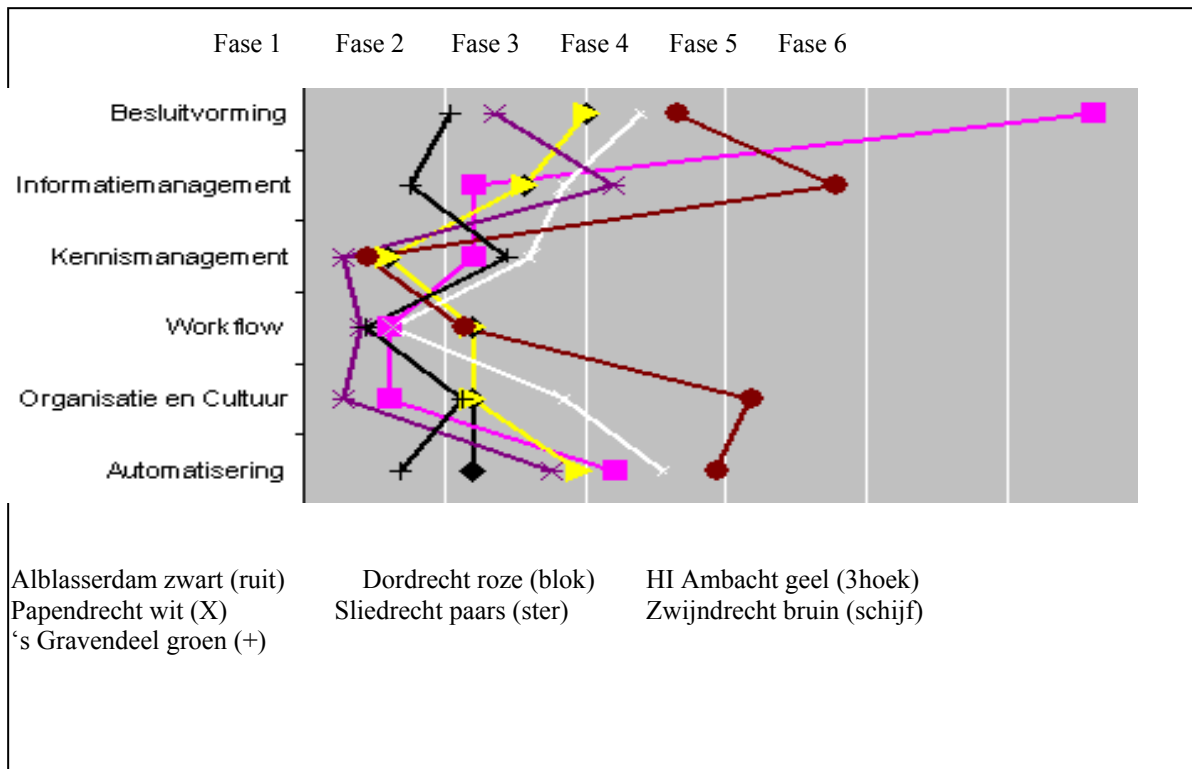 Fase 1 Fase 2 Fase 3 Fase 4 Fase 5 Fase 6
Besluitvorming
Informatiemanagement
Kennismanagement
Workflow
Organisatie en Cultuur
Automatisering
Alblasserdam zwart (ruit) Dordrecht roze (blok) HI Ambacht geel (3hoek)
Papendrecht wit (X) Sliedrecht paars (ster) Zwijndrecht bruin (schijf)
‘s Gravendeel groen (+)